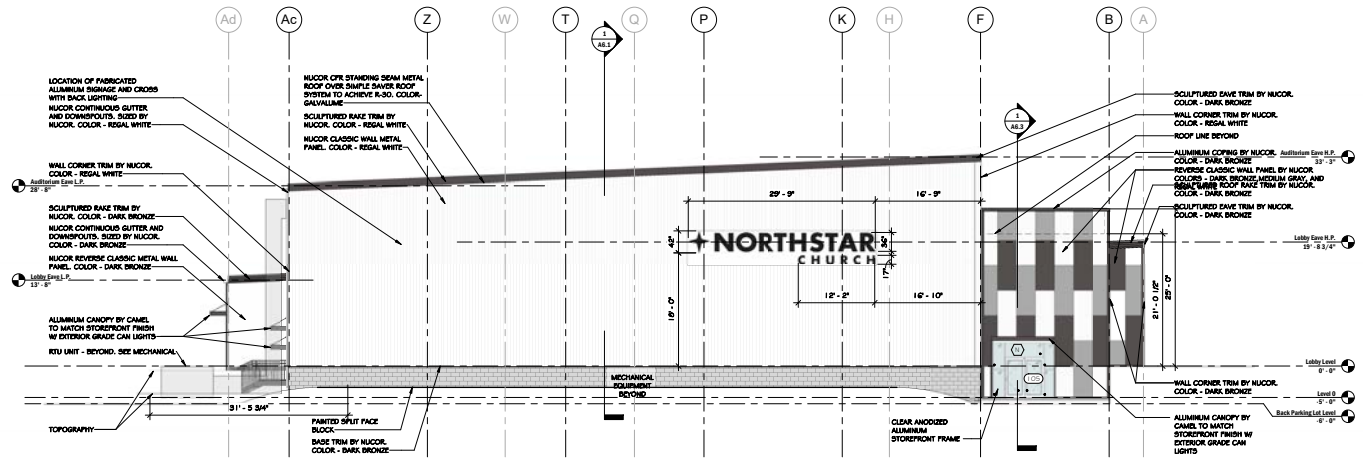 Ad
Ac
Z
W
T
Q
P
K
H
F
B
A
1
A6.1
LOCATION OF FABRICATED
ALUMINUM SIGNAGE AND CROSS
WITH BACK LIGHTING
NUCOR CONTINUOUS GUTTER
AND DOWNSPOUTS. SIZED BY
NUCOR. COLOR - REGAL WHITE
WALL CORNER TRIM BY NUCOR.
COLOR - REGAL WHITE
Auditorium Eave L.P.
28' - 8"
SCULPTURED RAKE TRIM BY
NUCOR. COLOR - DARK BRONZE
NUCOR CONTINUOUS GUTTER AND
DOWNSPOUTS. SIZED BY NUCOR.
COLOR - DARK BRONZE
NUCOR REVERSE CLASSIC METAL WALL
PANEL. COLOR - DARK BRONZE
Lobby Eave L.P.
13' - 8"
ALUMINUM CANOPY BY CAMEL
TO MATCH STOREFRONT FINISH
W/ EXTERIOR GRADE CAN LIGHTS
RTU UNIT - BEYOND. SEE MECHANICAL
TOPOGRAPHY
31' - 5 3/4"
NUCOR CFR STANDING SEAM METAL
ROOF OVER SIMPLE SAVER ROOF
SYSTEM TO ACHIEVE R-30. COLOR-
GALVALUME
SCULPTURED RAKE TRIM BY
NUCOR. COLOR - REGAL WHITE
NUCOR CLASSIC WALL METAL
PANEL. COLOR - REGAL WHITE
PAINTED SPLIT FACE
BLOCK
BASE TRIM BY NUCOR.
COLOR - DARK BRONZE
MECHANICAL
EQUIPMENT
BEYOND
29' - 9"
16' - 9"
42"
NORTHSTAR
CHURCH
36"
17"
12' - 2"
16' - 10"
18' - 0"
CLEAR ANODIZED
ALUMINUM
STOREFRONT FRAME
1
A6.3
N
105
21' - 0 1/2"
25' - 0"
SCULPTURED EAVE TRIM BY NUCOR.
COLOR - DARK BRONZE
WALL CORNER TRIM BY NUCOR.
COLOR - REGAL WHITE
ROOF LINE BEYOND
ALUMINUM COPING BY NUCOR.
COLOR - DARK BRONZE
Auditorium Eave H.P.
33' - 3"
REVERSE CLASSIC WALL PANEL BY NUCOR
COLORS - DARK BRONZE, MEDIUM GRAY, AND
ROOF RAKE TRIM BY NUCOR.
COLOR - DARK BRONZE
SCULPTURED EAVE TRIM BY NUCOR.
COLOR - DARK BRONZE
Lobby Eave H.P.
19' - 8 3/4"
Lobby Level
0' - 0"
WALL CORNER TRIM BY NUCOR.
COLOR - DARK BRONZE
Level 0
-5' - 0"
Back Parking Lot Level
-6' - 0"
ALUMINUM CANOPY BY
CAMEL TO MATCH
STOREFRONT FINISH W/
EXTERIOR GRADE CAN
LIGHTS